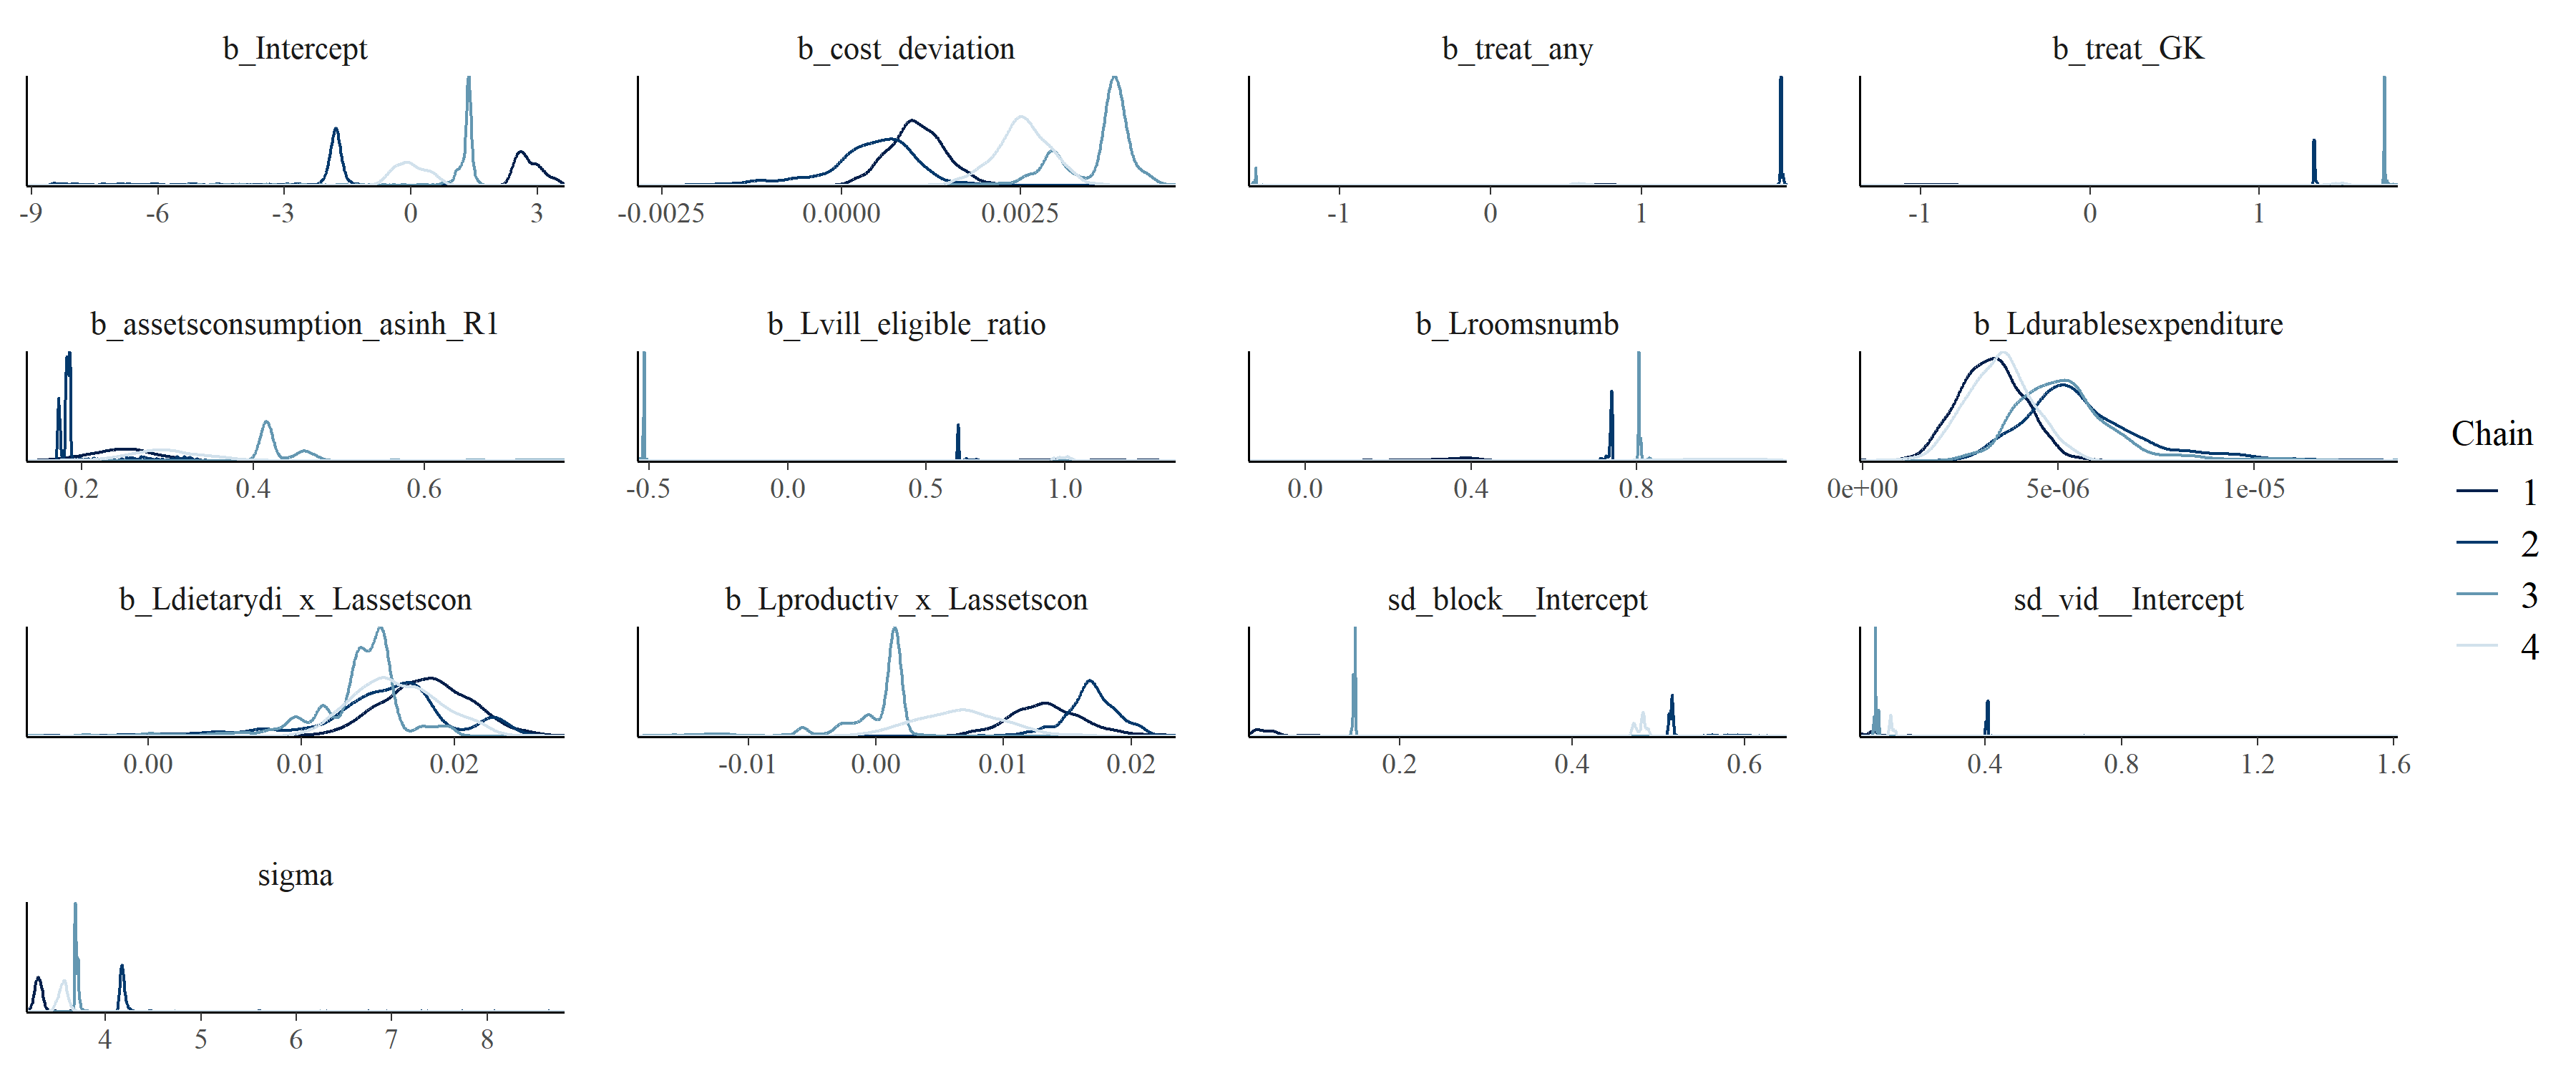 b_Intercept b_cost_deviation b_treat_any b_treat_GK
-9 -6 -3 0 3 -0.0025 0.0000 0.0025 -1 0 1 -1 0 1
b_assetsconsumption_asinh_R1 b_Lvill_eligible_ratio b_Lroomsnumb b_Ldurablesexpenditure
0.2 0.4 0.6 -0.5 0.0 0.5 1.0 0.0 0.4 0.8 0e+00 5e-06 1e-05
Chain
1
2
3
4
b_Ldietarydi_x_Lassetscon b_Lproductiv_x_Lassetscon sd_block__Intercept sd_vid__Intercept
0.00 0.01 0.02 -0.01 0.00 0.01 0.02 0.2 0.4 0.6 0.4 0.8 1.2 1.6
sigma
4 5 6 7 8